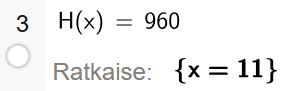 3 H(x) = 960
Ratkaise: {x = 11}